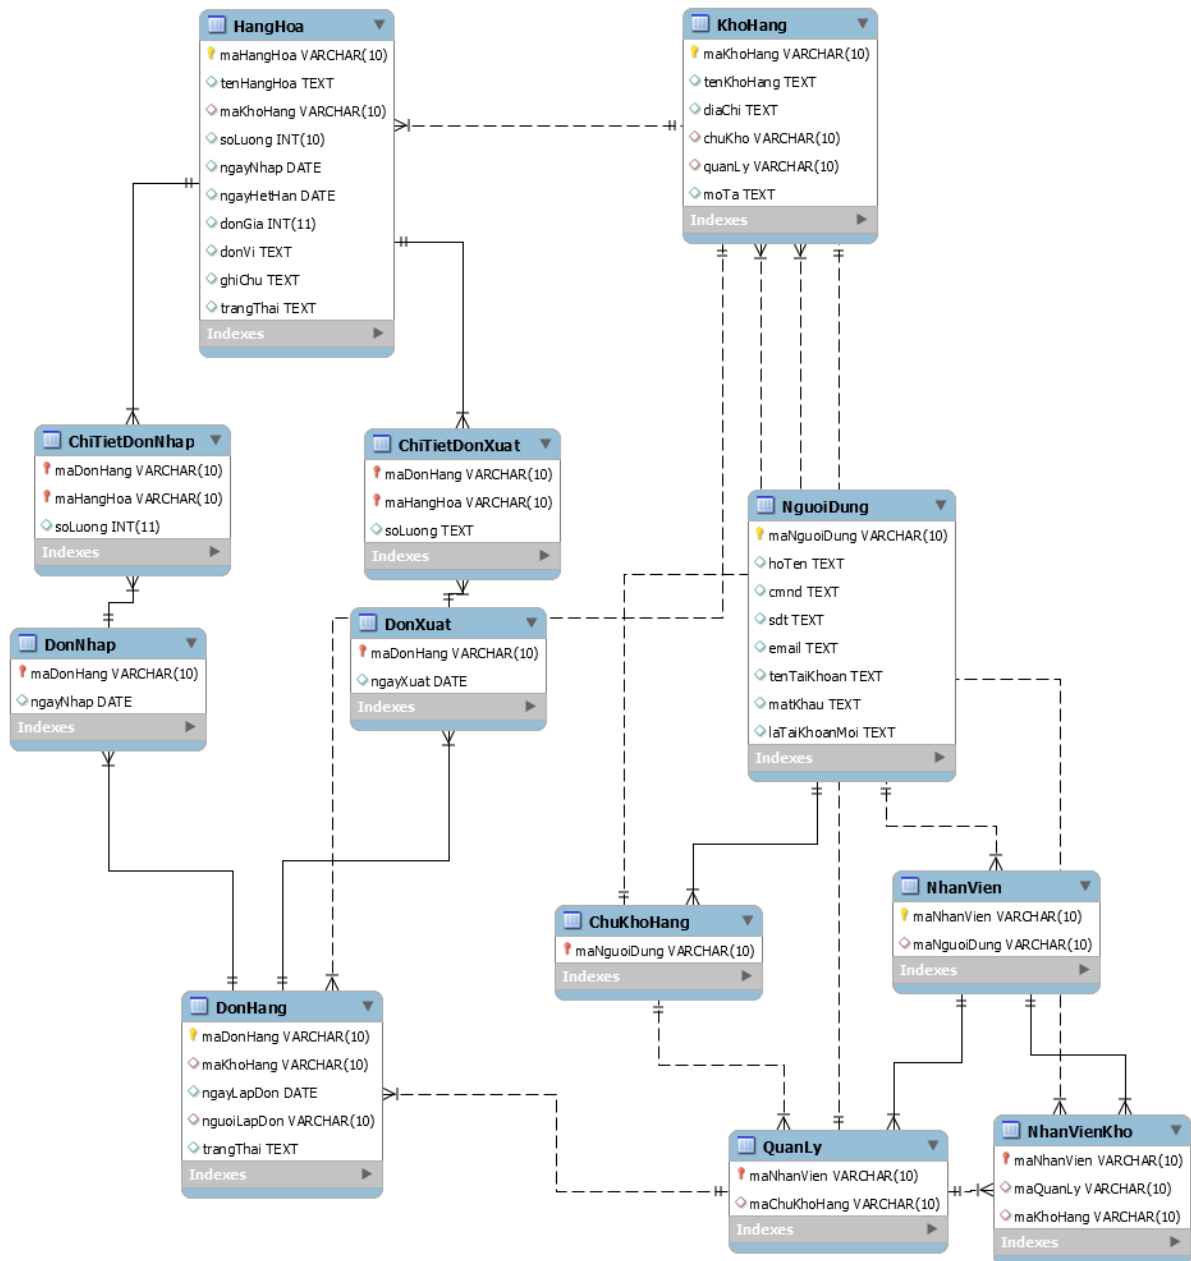 HangHoa
maHangHoa VARCHAR(10)
tenHangHoa TEXT
maKhoHang VARCHAR(10)
soLuong INT(10)
ngayNhap DATE
ngayHetHan DATE
donGia INT(11)
donVi TEXT
ghiChu TEXT
trangThai TEXT
Indexes
KhoHang
maKhoHang VARCHAR(10)
tenKhoHang TEXT
diaChi TEXT
chuKho VARCHAR(10)
quanLy VARCHAR(10)
moTa TEXT
Indexes
ChiTietDonNhap
maDonHang VARCHAR(10)
maHangHoa VARCHAR(10)
soLuong INT(11)
Indexes
ChiTietDonXuat
maDonHang VARCHAR(10)
maHangHoa VARCHAR(10)
soLuong TEXT
Indexes
NguoiDung
maNguoiDung VARCHAR(10)
hoTen TEXT
cmnd TEXT
sdt TEXT
email TEXT
tenTaiKhoan TEXT
matKhau TEXT
laTaiKhoanMoi TEXT
Indexes
DonNhap
maDonHang VARCHAR(10)
ngayNhap DATE
Indexes
DonXuat
maDonHang VARCHAR(10)
ngayXuat DATE
Indexes
ChuKhoHang
maNguoiDung VARCHAR(10)
Indexes
NhanVien
maNhanVien VARCHAR(10)
maNguoiDung VARCHAR(10)
Indexes
DonHang
maDonHang VARCHAR(10)
maKhoHang VARCHAR(10)
ngayLapDon DATE
nguoiLapDon VARCHAR(10)
trangThai TEXT
Indexes
QuanLy
maNhanVien VARCHAR(10)
maChuKhoHang VARCHAR(10)
Indexes
NhanVienKho
maNhanVien VARCHAR(10)
maQuanLy VARCHAR(10)
maKhoHang VARCHAR(10)
Indexes